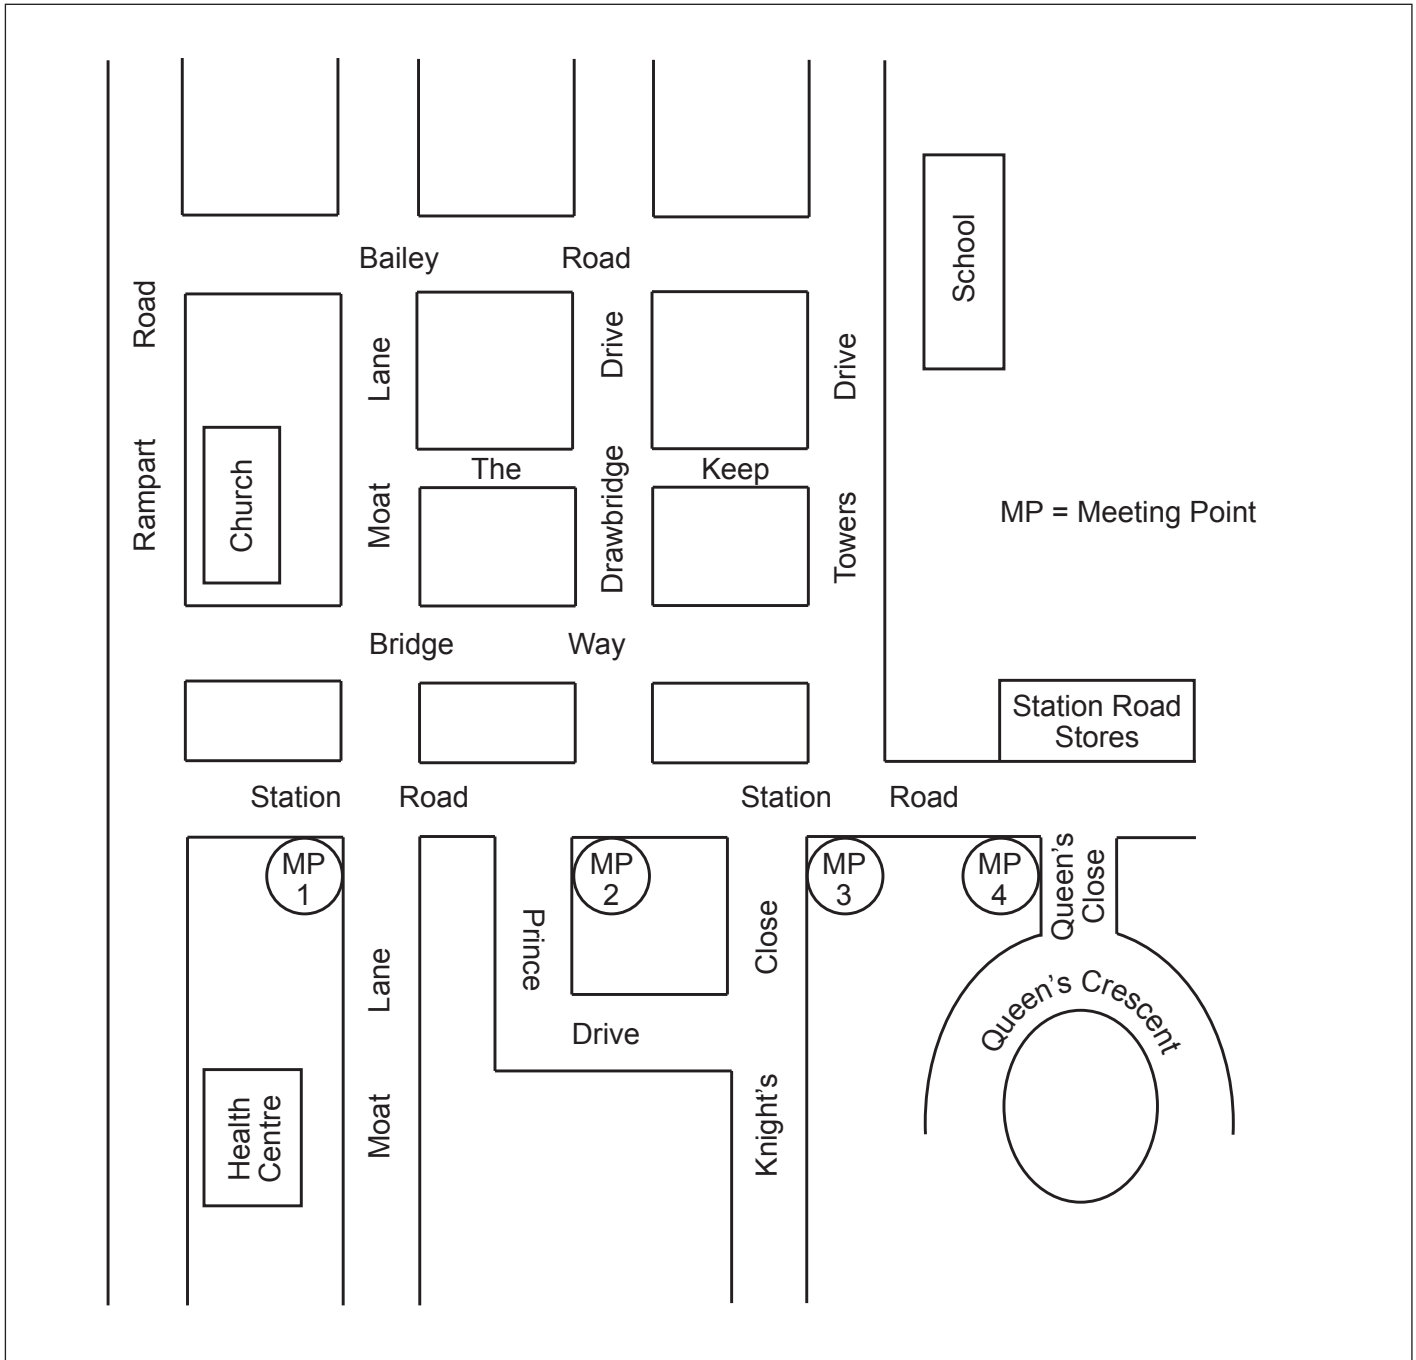 Bailey Road
School
Road
Lane
Drive
Drive
The Keep
Rampart
Church
Moat
Drawbridge
Towers
MP = Meeting Point
Bridge Way
Station Road
Stores
Station Road
Station Road
MP
1
MP
2
MP
3
MP
4
Queen's
Close
Prince
Drive
Close
Lane
Moat
Knight's
Queen's Crescent
Health
Centre